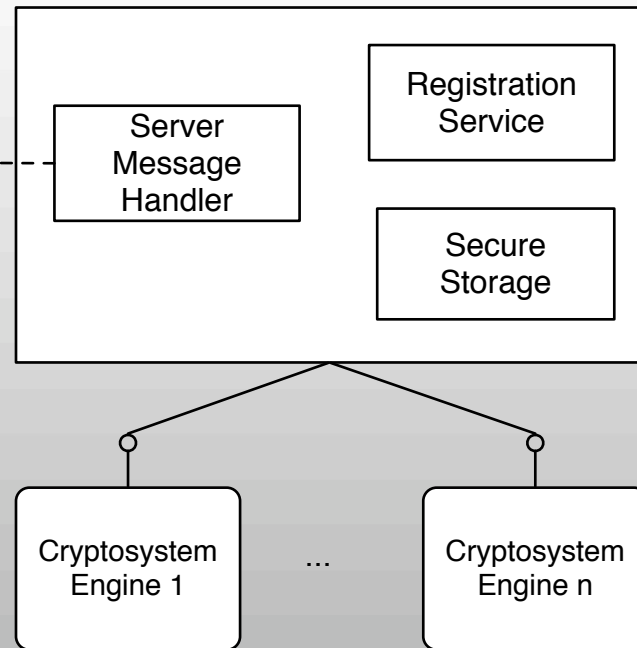 Registration
Service
Server
Message
Handler
Secure
Storage
Cryptosystem
Engine 1
...
Cryptosystem
Engine n